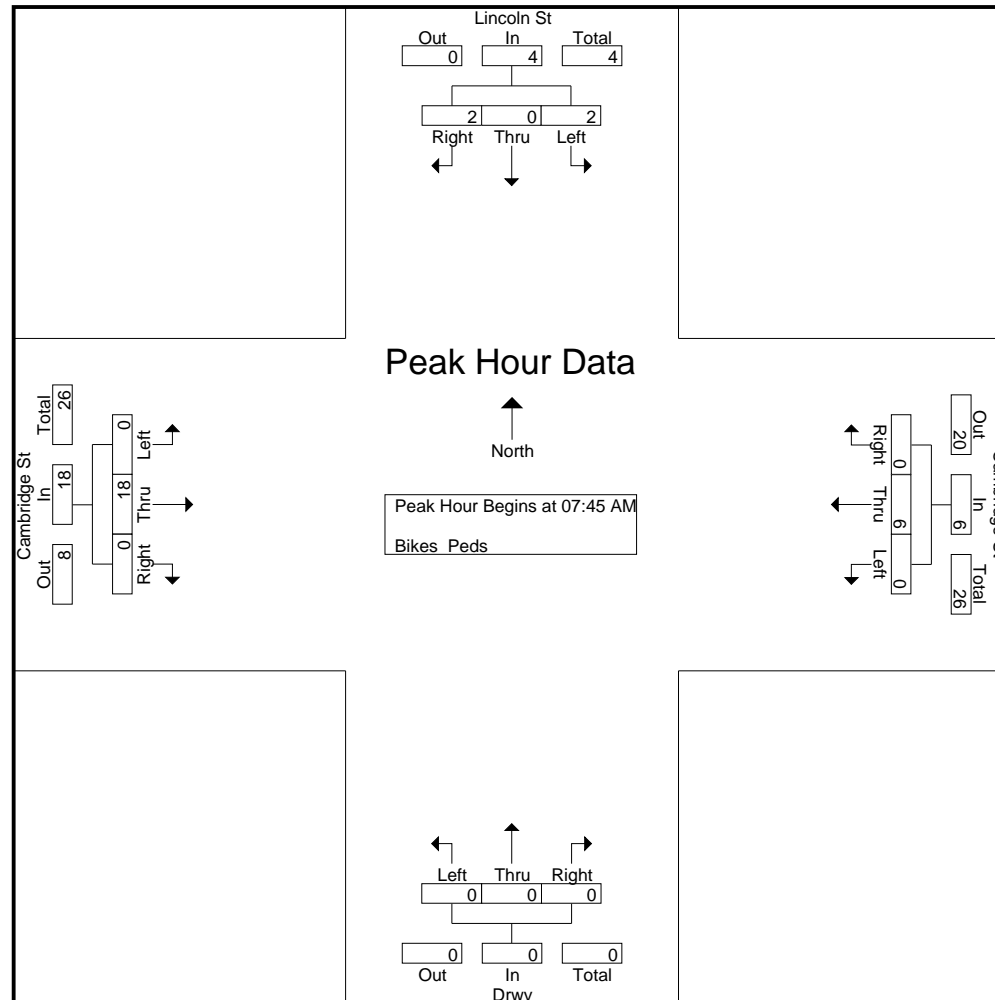 Lincoln St
Out In Total
0 4 4
2 0 2
Right Thru Left
Peak Hour Data
North
Peak Hour Begins at 07:45 AM
Bikes Peds
Cambridge St
Total In Out
26 18 8
0 18 0
Left Thru Right
Out In Total
20 6 26
0 6 0
Right Thru Left
Left Thru Right
0 0 0
0 0 0
Out In Total
Drwy